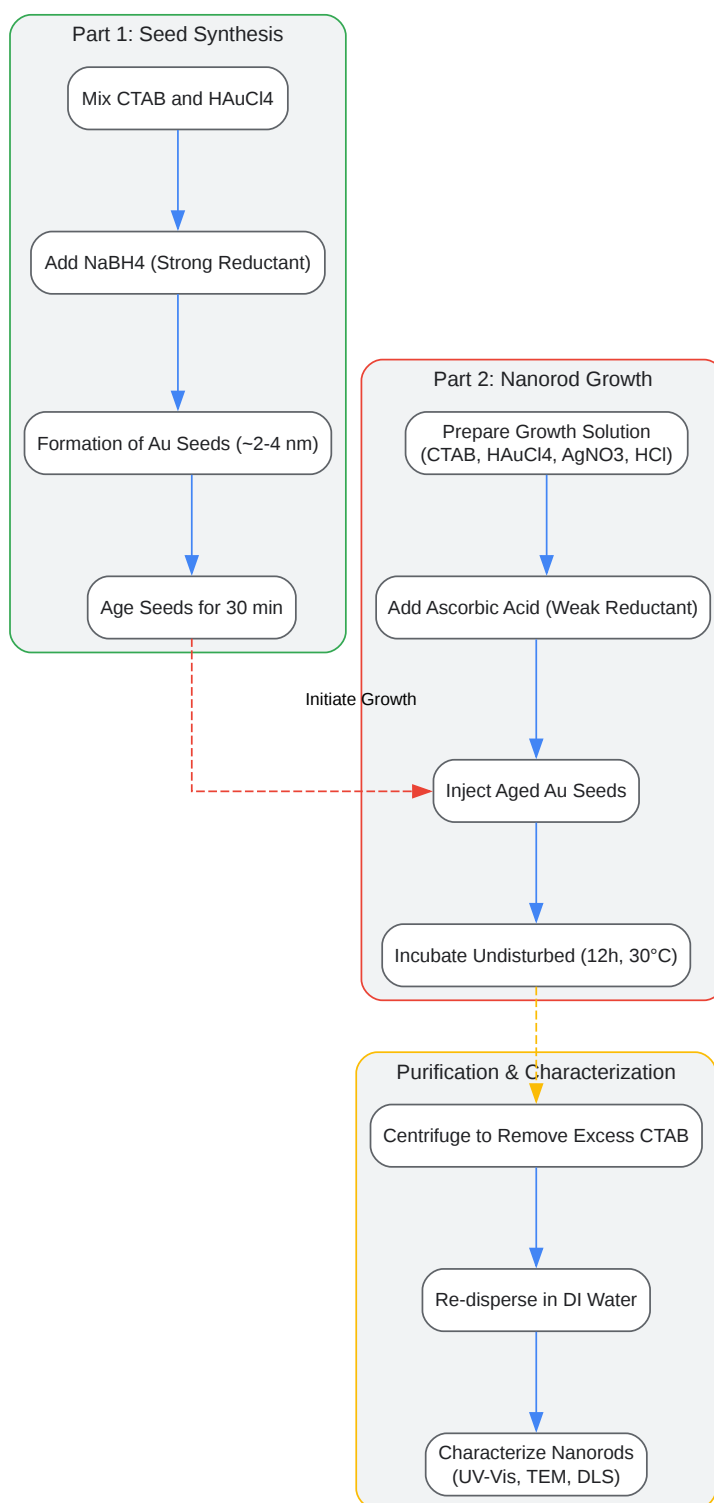 Part 1: Seed Synthesis
Mix CTAB and HAuCl4
Add NaBH4 (Strong Reductant)
Formation of Au Seeds (~2-4 nm)
Age Seeds for 30 min
Initiate Growth
Part 2: Nanorod Growth
Prepare Growth Solution
(CTAB, HAuCl4, AgNO3, HCl)
Add Ascorbic Acid (Weak Reductant)
Inject Aged Au Seeds
Incubate Undisturbed (12h, 30°C)
Purification & Characterization
Centrifuge to Remove Excess CTAB
Re-disperse in DI Water
Characterize Nanorods
(UV-Vis, TEM, DLS)